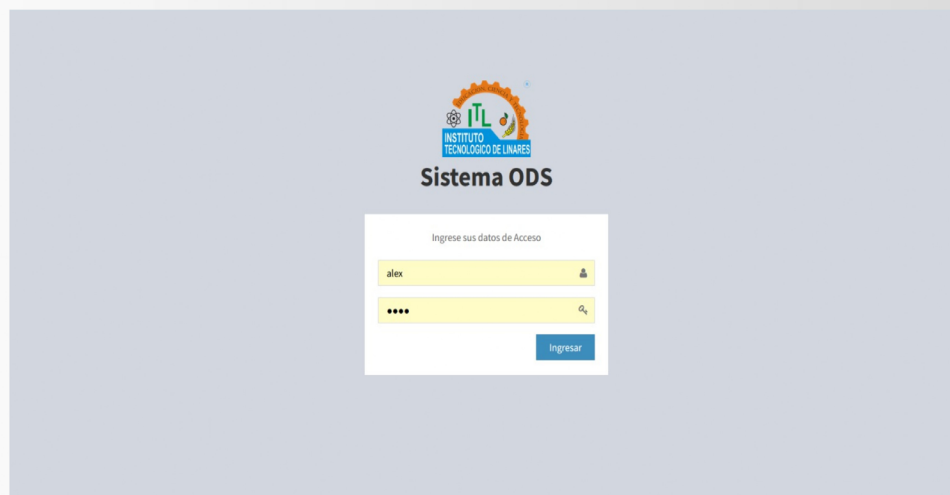 ITL
INSTITUTO
TECNOLOGICO DE LINARES
Sistema ODS
Ingrese sus datos de Acceso
alex
••••
Ingresar